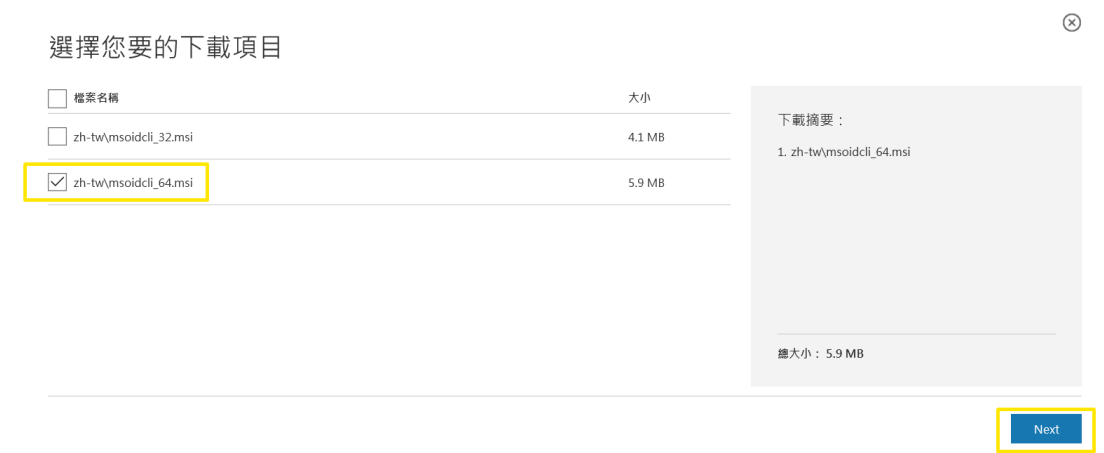 選擇您要的下載項目
檔案名稱 大小
zh-tw\msoidcli_32.msi 4.1 MB
zh-tw\msoidcli_64.msi 5.9 MB
下載摘要：
1. zh-tw\msoidcli_64.msi
總大小： 5.9 MB
Next